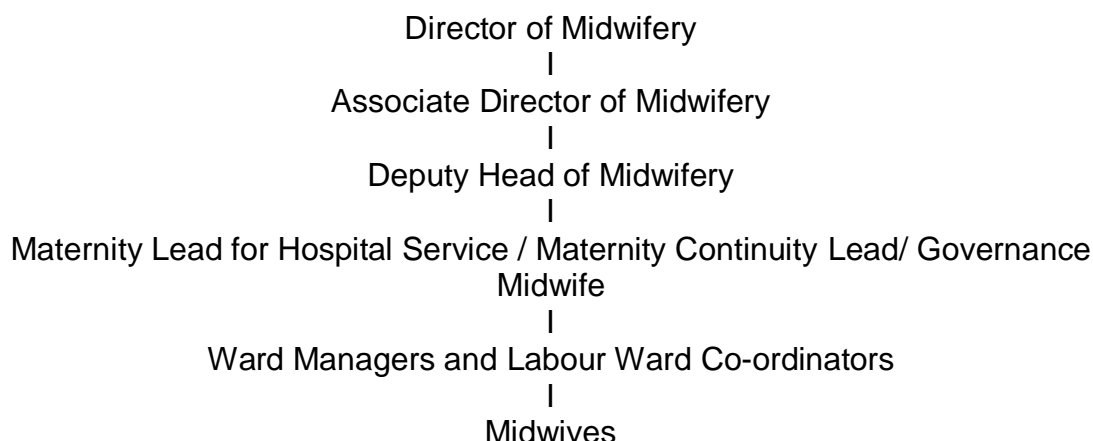 Director of Midwifery
I
Associate Director of Midwifery
I
Deputy Head of Midwifery
I
Maternity Lead for Hospital Service / Maternity Continuity Lead/ Governance
Midwife
I
Ward Managers and Labour Ward Co-ordinators
I
Midwives